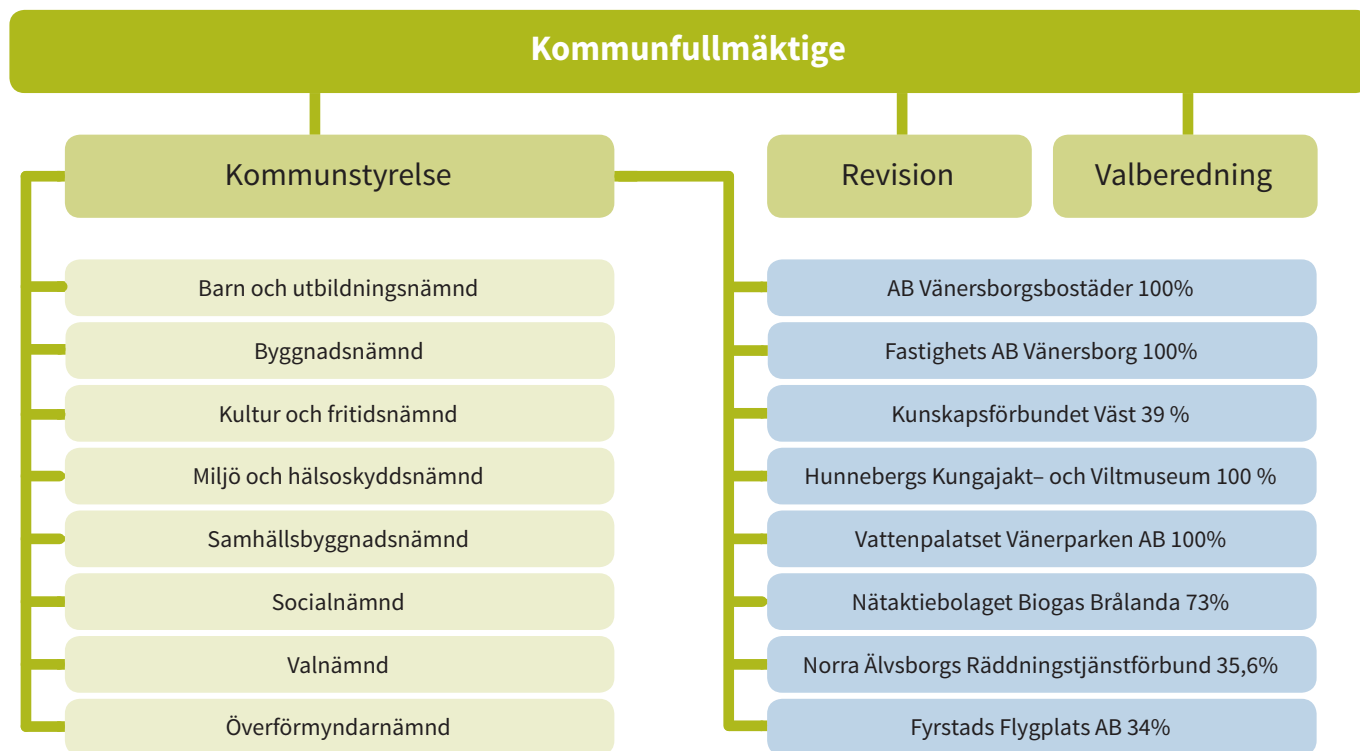 Kommunfullmäktige
Kommunstyrelse
Revision
Valberedning
Barn och utbildningsnämnd
Byggnadsnämnd
Kultur och fritidsnämnd
Miljö och hälsoskyddsnämnd
Samhällsbyggnadsnämnd
Socialnämnd
Valnämnd
Överförmyndarnämnd
AB Vänersborgsbostäder 100%
Fastighets AB Vänersborg 100%
Kunskapsförbundet Väst 39 %
Hunnebergs Kungajakt– och Viltmuseum 100 %
Vattenpalatset Vänerparken AB 100%
Nätaktiebolaget Biogas Brålanda 73%
Norra Älvsborgs Räddningstjänstförbund 35,6%
Fyrstads Flygplats AB 34%